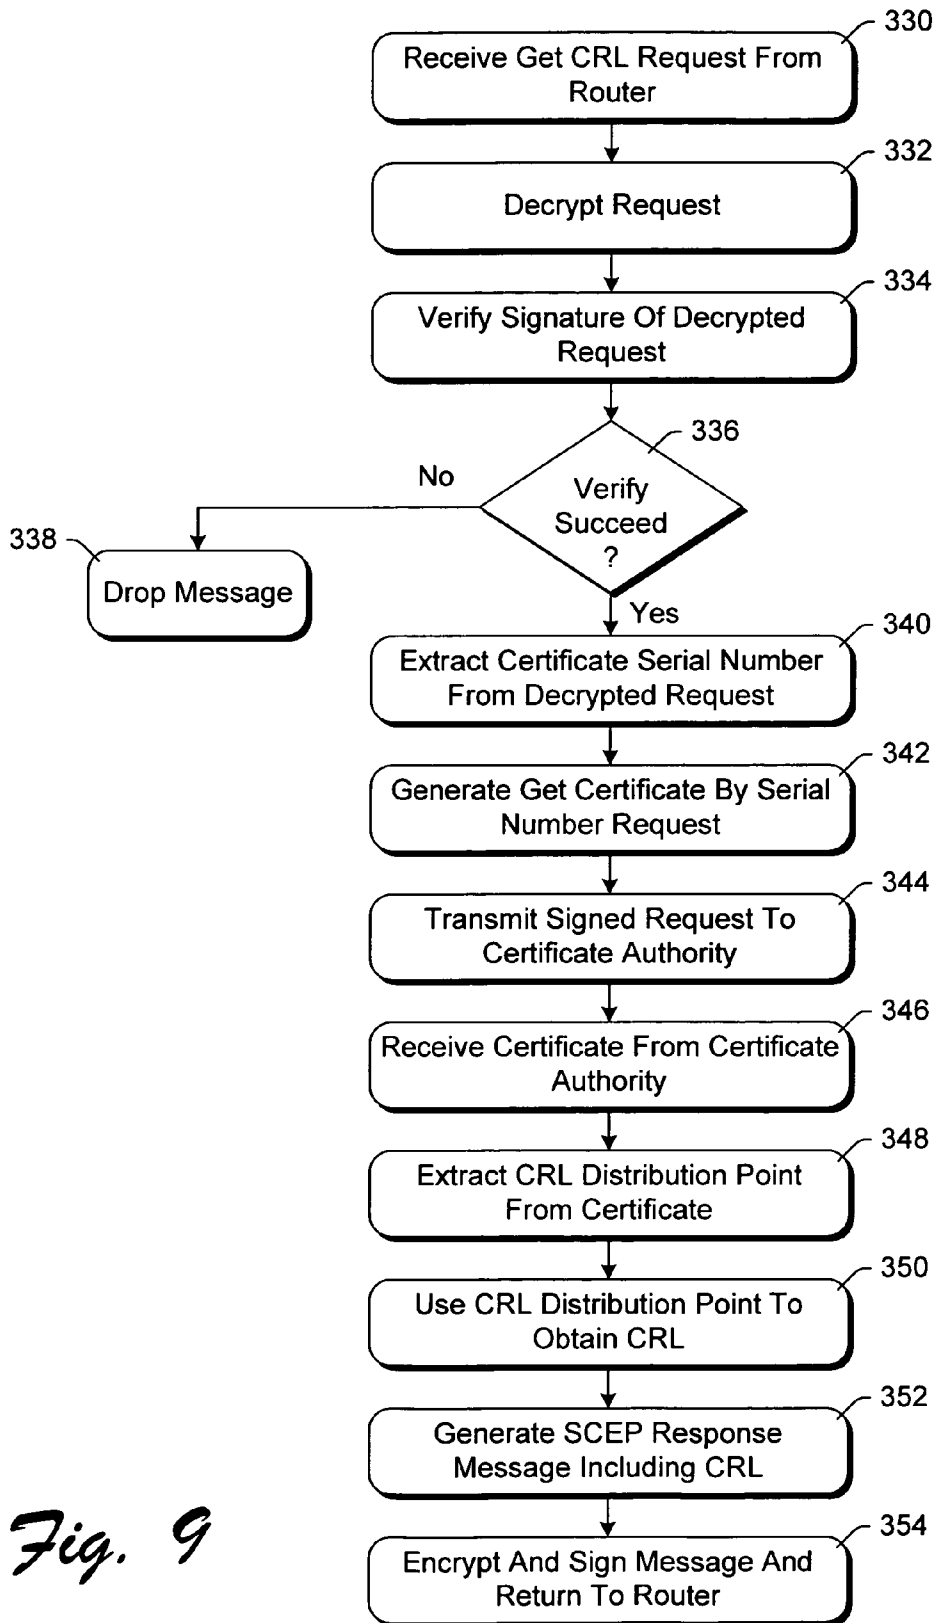 330
Receive Get CRL Request From
Router
332
Decrypt Request
334
Verify Signature Of Decrypted
Request
336
Verify
Succeed
?
No
338
Drop Message
Yes
340
Extract Certificate Serial Number
From Decrypted Request
342
Generate Get Certificate By Serial
Number Request
344
Transmit Signed Request To
Certificate Authority
346
Receive Certificate From Certificate
Authority
348
Extract CRL Distribution Point
From Certificate
350
Use CRL Distribution Point To
Obtain CRL
352
Generate SCEP Response
Message Including CRL
354
Encrypt And Sign Message And
Return To Router
Fig. 9